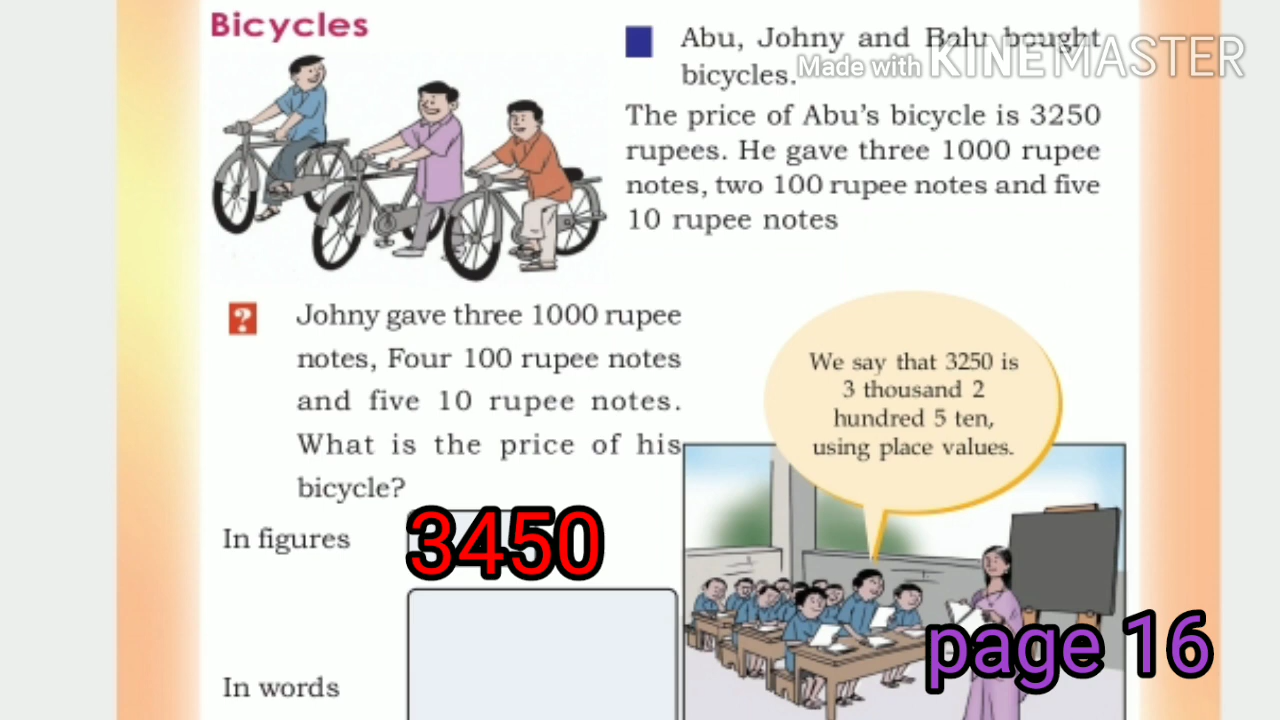 Bicycles
Abu, Johny and Balu bought
bicycles.
Made with KINEMASTER
The price of Abu's bicycle is 3250
rupees. He gave three 1000 rupee
notes, two 100 rupee notes and five
10 rupee notes
? Johny gave three 1000 rupee
notes, Four 100 rupee notes
and five 10 rupee notes.
What is the price of his
bicycle?
In figures 3450
In words
We say that 3250 is
3 thousand 2
hundred 5 ten,
using place values.
page 16